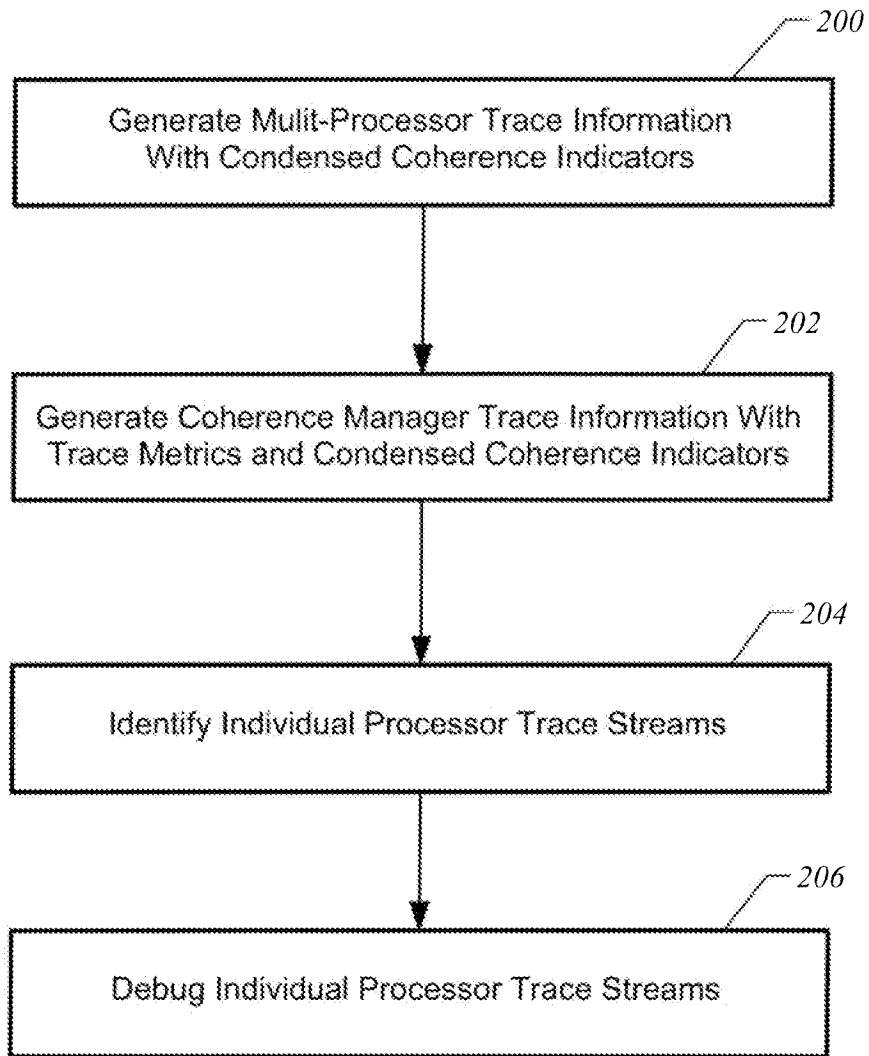 200
Generate Mulit-Processor Trace Information
With Condensed Coherence Indicators
202
Generate Coherence Manager Trace Information With
Trace Metrics and Condensed Coherence Indicators
204
Identify Individual Processor Trace Streams
206
Debug Individual Processor Trace Streams